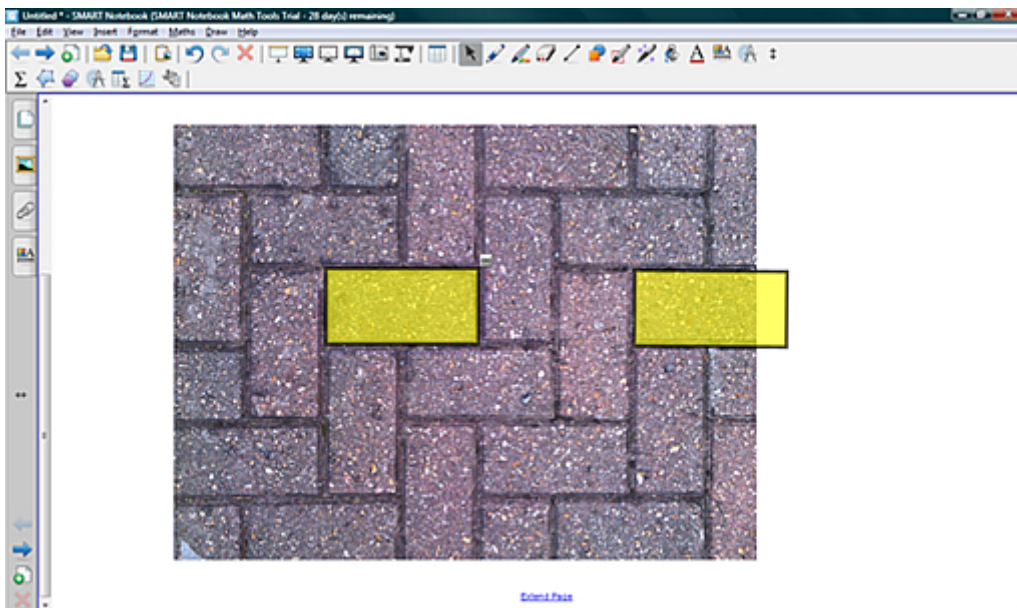 Untitled * - SMART Notebook (SMART Notebook Math Tools Trial - 28 day(s) remaining)
File Edit View Insert Format Maths Draw Help
Extend Page